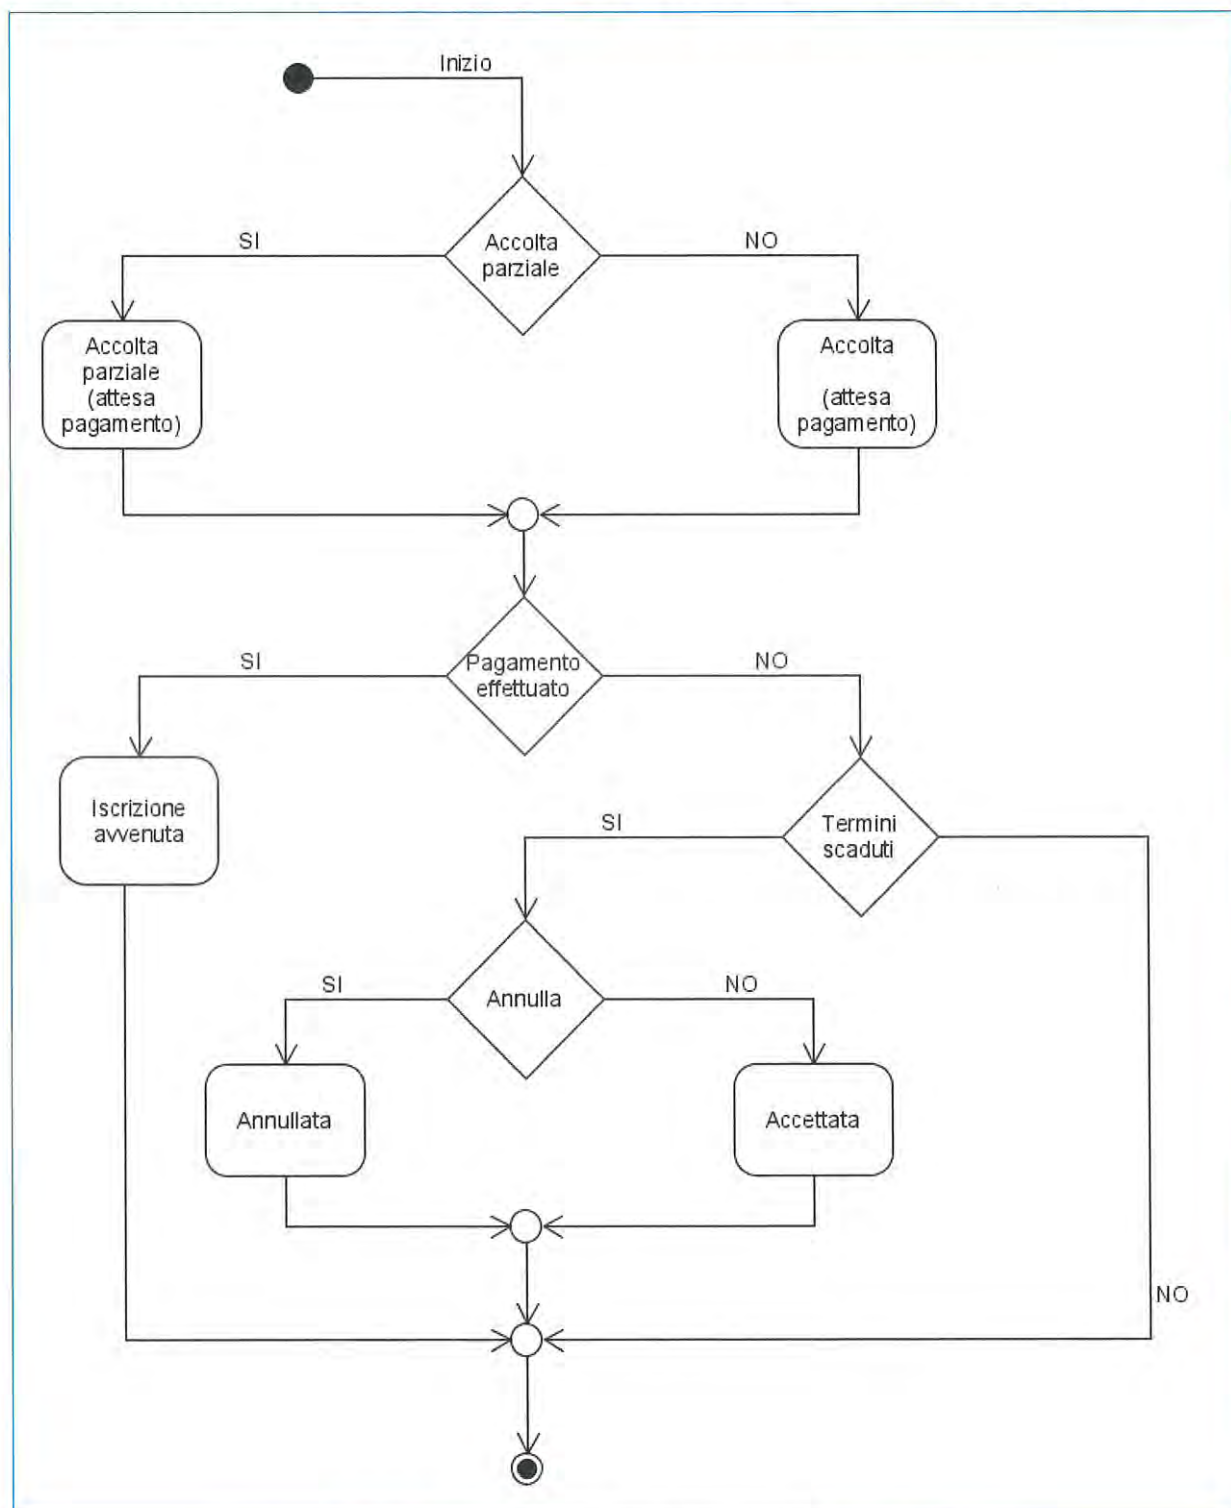 Inizio
SI
Accolta
parziale
NO
Accolta
parziale
(attesa
pagamento)
Accolta
(attesa
pagamento)
SI
Pagamento
effettuato
NO
Iscrizione
avvenuta
SI
Termini
scaduti
SI
Annulla
NO
Annullata
Accettata
NO